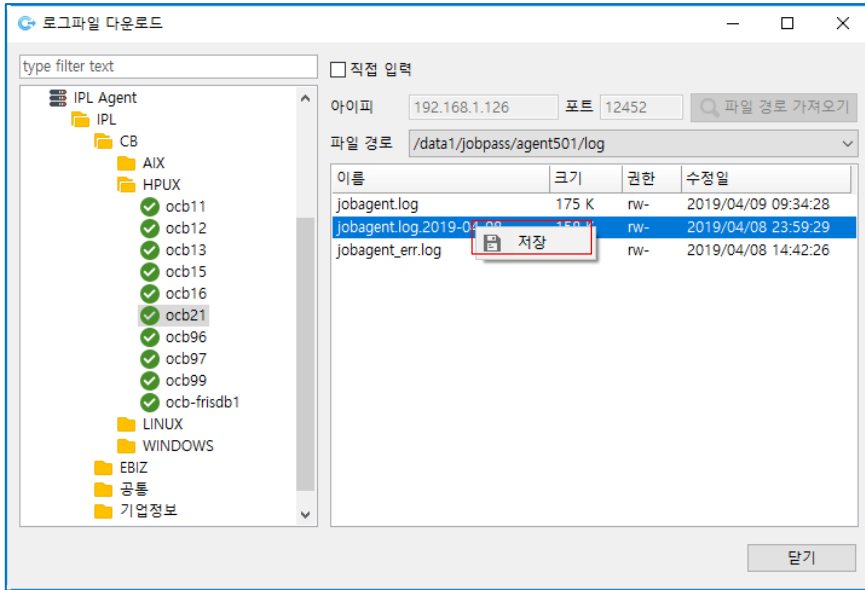 로그파일 다운로드
type filter text
IPL Agent
IPL
CB
AIX
HPUX
ocb11
ocb12
ocb13
ocb15
ocb16
ocb21
ocb96
ocb97
ocb99
ocb-frisdb1
LINUX
WINDOWS
EBIZ
공통
기업정보
직접 입력
아이피 192.168.1.126 포트 12452 파일 경로 가져오기
파일 경로 /data1/jobpass/agent501/log
이름 크기 권한 수정일
jobagent.log 175 K rw- 2019/04/09 09:34:28
jobagent.log.2019-04-08 rw- 2019/04/08 23:59:29
저장
jobagent_err.log rw- 2019/04/08 14:42:26
닫기